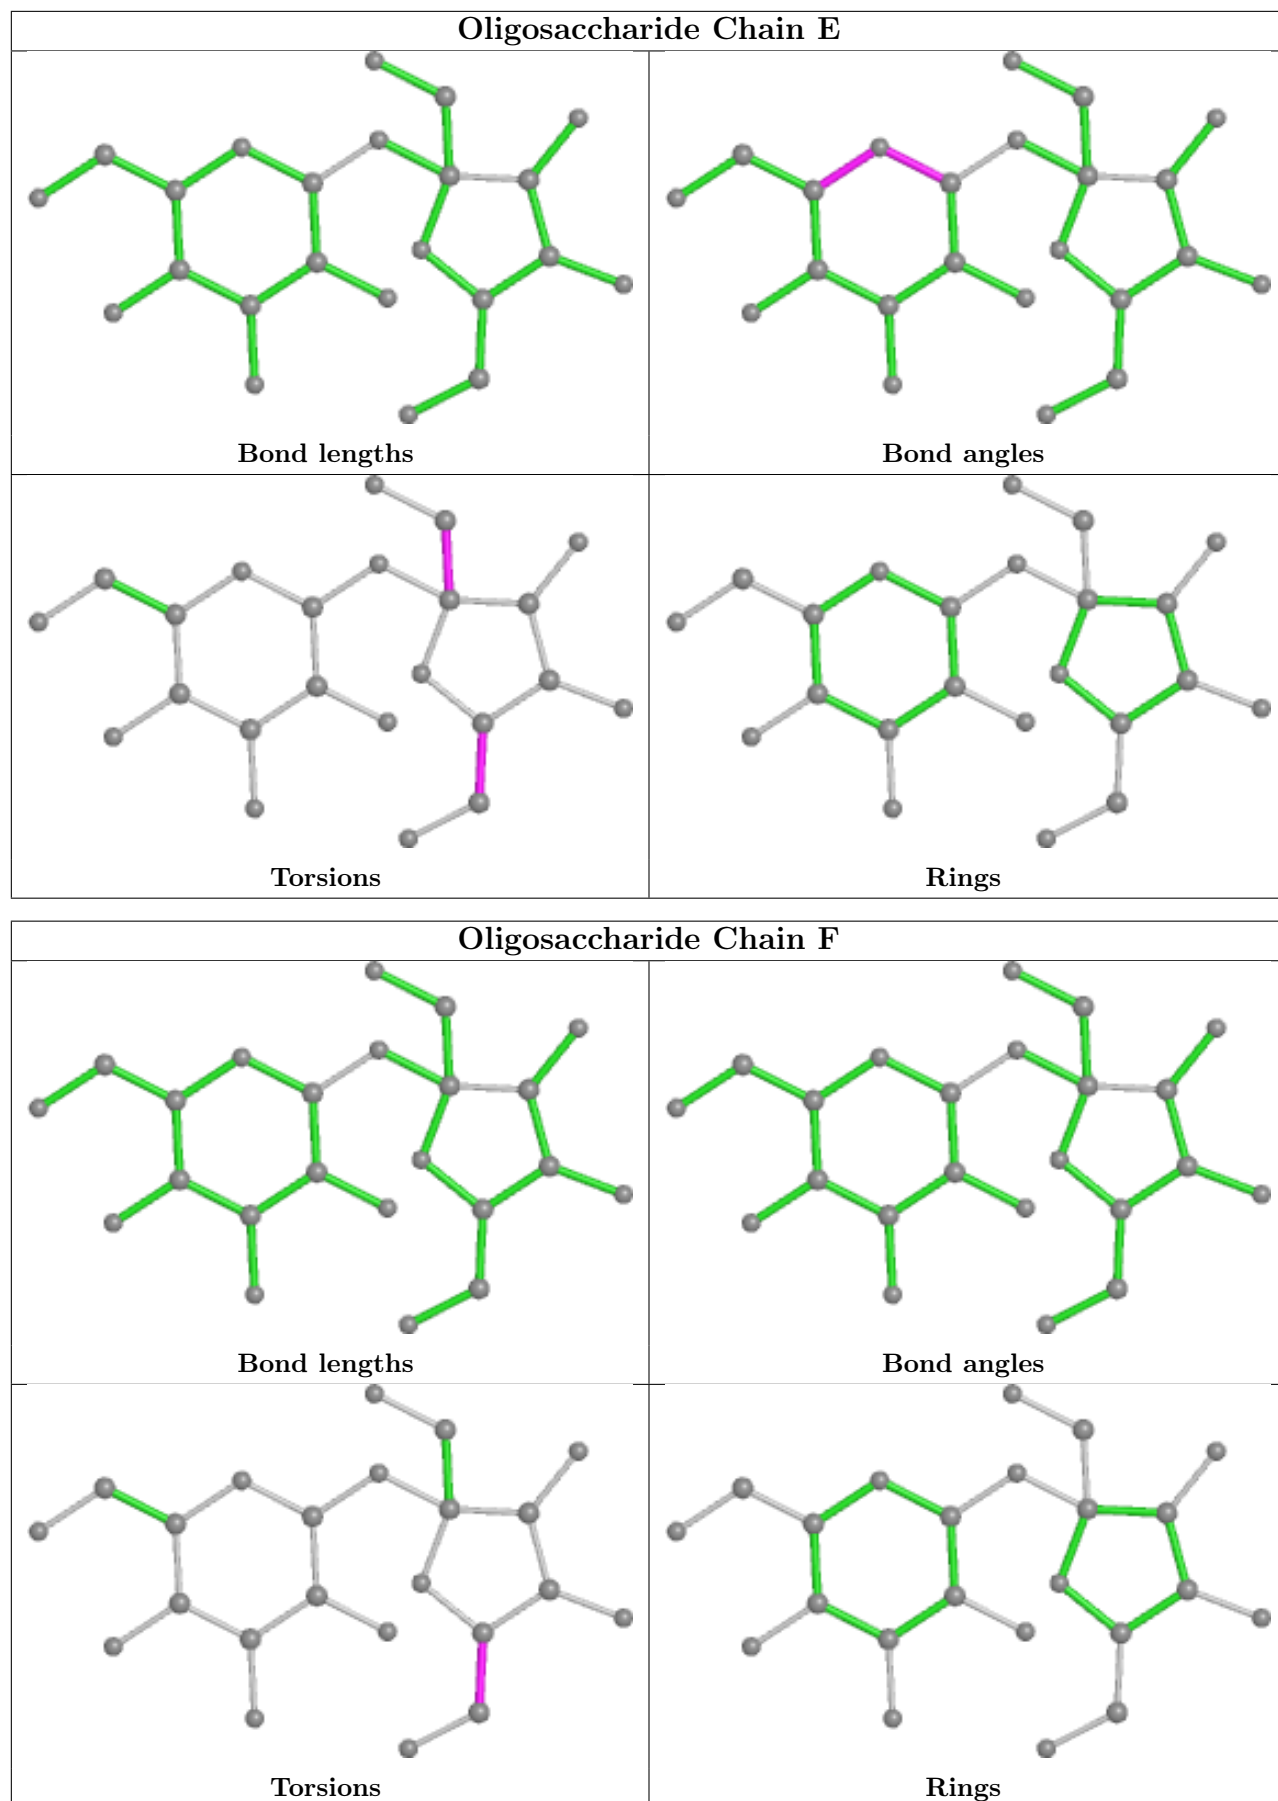 Oligosaccharide Chain E
Bond lengths
Bond angles
Torsions
Rings
Oligosaccharide Chain F
Bond lengths
Bond angles
Torsions
Rings